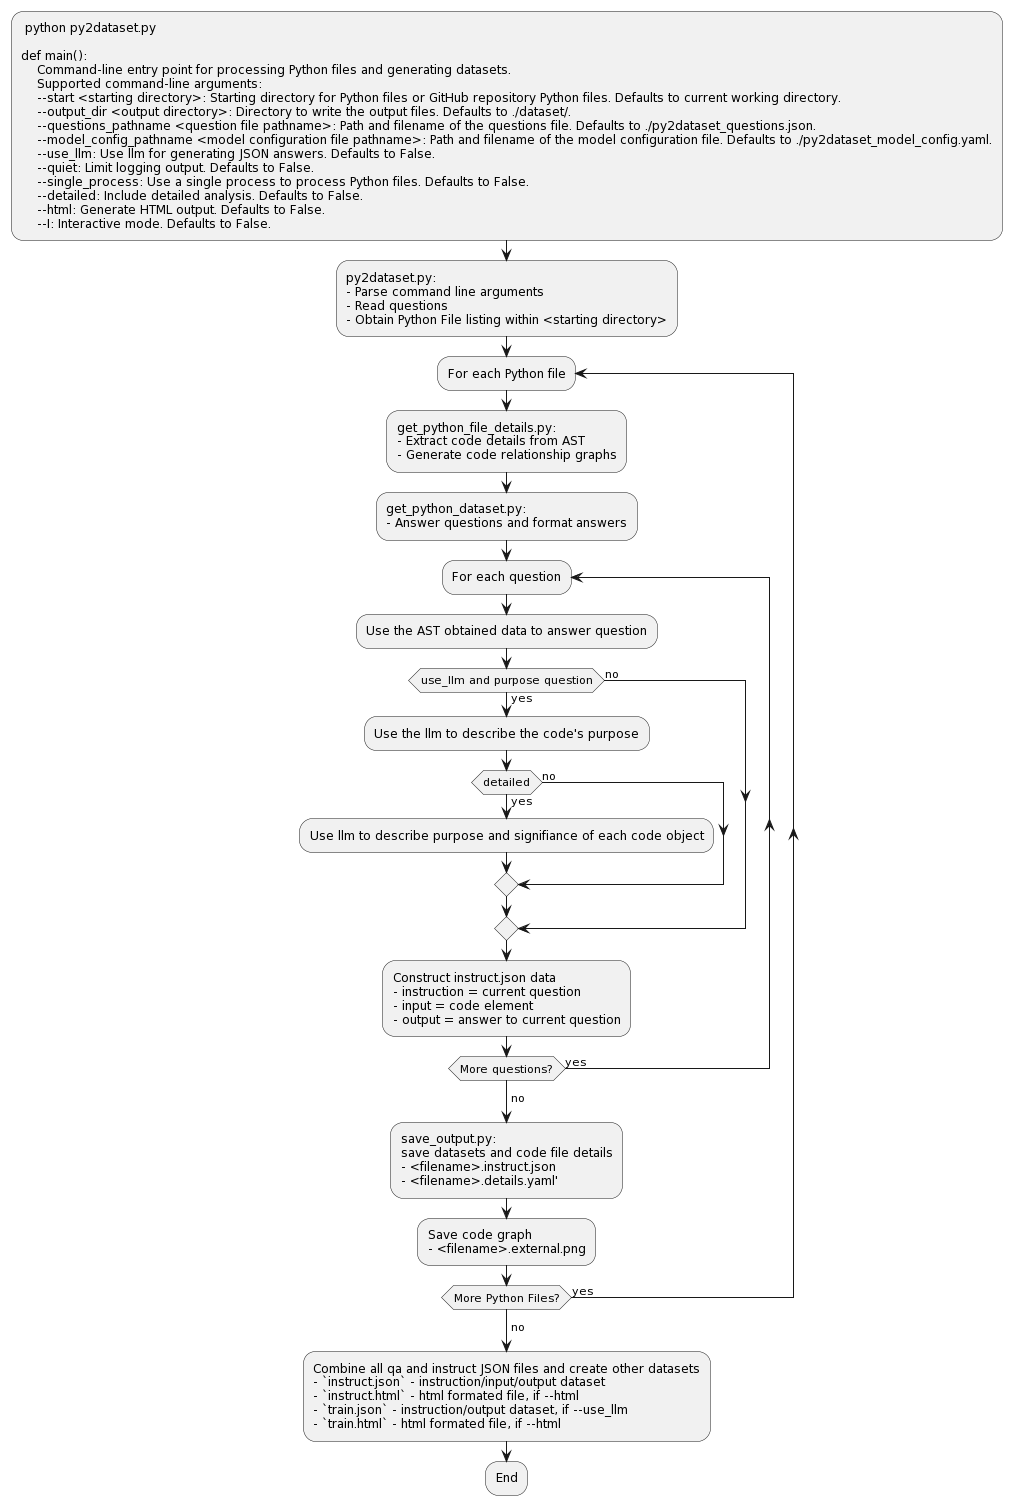 python py2dataset.py
def main():
Command-line entry point for processing Python files and generating datasets.
Supported command-line arguments:
--start <starting directory>: Starting directory for Python files or GitHub repository Python files. Defaults to current working directory.
--output_dir <output directory>: Directory to write the output files. Defaults to ./dataset/.
--questions_pathname <question file pathname>: Path and filename of the questions file. Defaults to ./py2dataset_questions.json.
--model_config_pathname <model configuration file pathname>: Path and filename of the model configuration file. Defaults to ./py2dataset_model_config.yaml.
--use_llm: Use llm for generating JSON answers. Defaults to False.
--quiet: Limit logging output. Defaults to False.
--single_process: Use a single process to process Python files. Defaults to False.
--detailed: Include detailed analysis. Defaults to False.
--html: Generate HTML output. Defaults to False.
--I: Interactive mode. Defaults to False.
py2dataset.py:
- Parse command line arguments
- Read questions
- Obtain Python File listing within <starting directory>
For each Python file
get_python_file_details.py:
- Extract code details from AST
- Generate code relationship graphs
get_python_dataset.py:
- Answer questions and format answers
For each question
Use the AST obtained data to answer question
use_llm and purpose question
no
yes
Use the llm to describe the code's purpose
detailed
no
yes
Use llm to describe purpose and signifiance of each code object
Construct instruct.json data
- instruction = current question
- input = code element
- output = answer to current question
More questions?
yes
no
save_output.py:
save datasets and code file details
- <filename>.instruct.json
- <filename>.details.yaml'
Save code graph
- <filename>.external.png
More Python Files?
yes
no
Combine all qa and instruct JSON files and create other datasets
- `instruct.json` - instruction/input/output dataset
- `instruct.html` - html formated file, if --html
- `train.json` - instruction/output dataset, if --use_llm
- `train.html` - html formated file, if --html
End